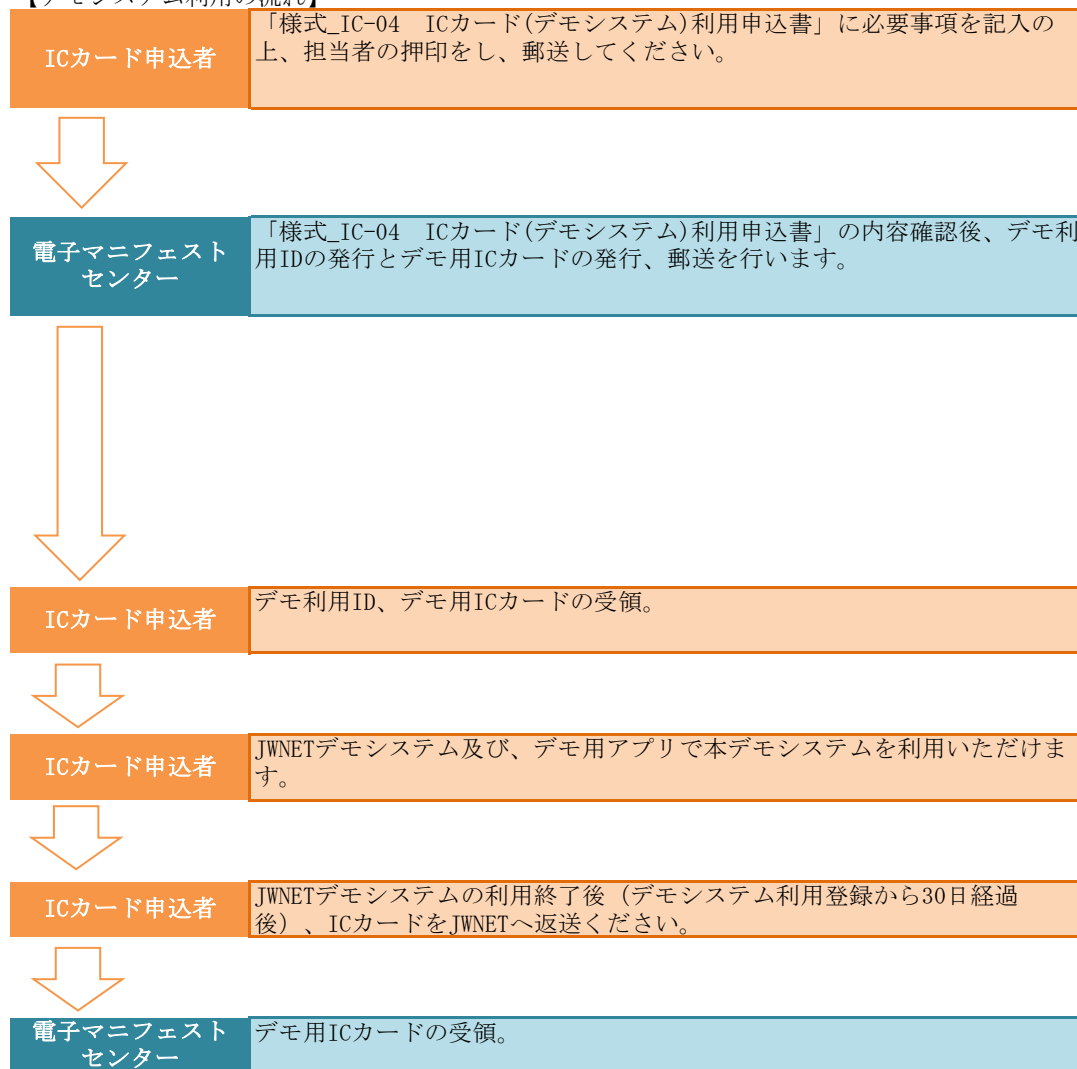 【デモシステム利用の流れ】
ICカード申込者
「様式_IC-04　ICカード(デモシステム)利用申込書」に必要事項を記入の
上、担当者の押印をし、郵送してください。
電子マニフェスト
センター
「様式_IC-04　ICカード(デモシステム)利用申込書」の内容確認後、デモ利
用IDの発行とデモ用ICカードの発行、郵送を行います。
ICカード申込者
デモ利用ID、デモ用ICカードの受領。
ICカード申込者
JWNETデモシステム及び、デモ用アプリで本デモシステムを利用いただけま
す。
ICカード申込者
JWNETデモシステムの利用終了後（デモシステム利用登録から30日経過
後）、ICカードをJWNETへ返送ください。
電子マニフェスト
センター
デモ用ICカードの受領。